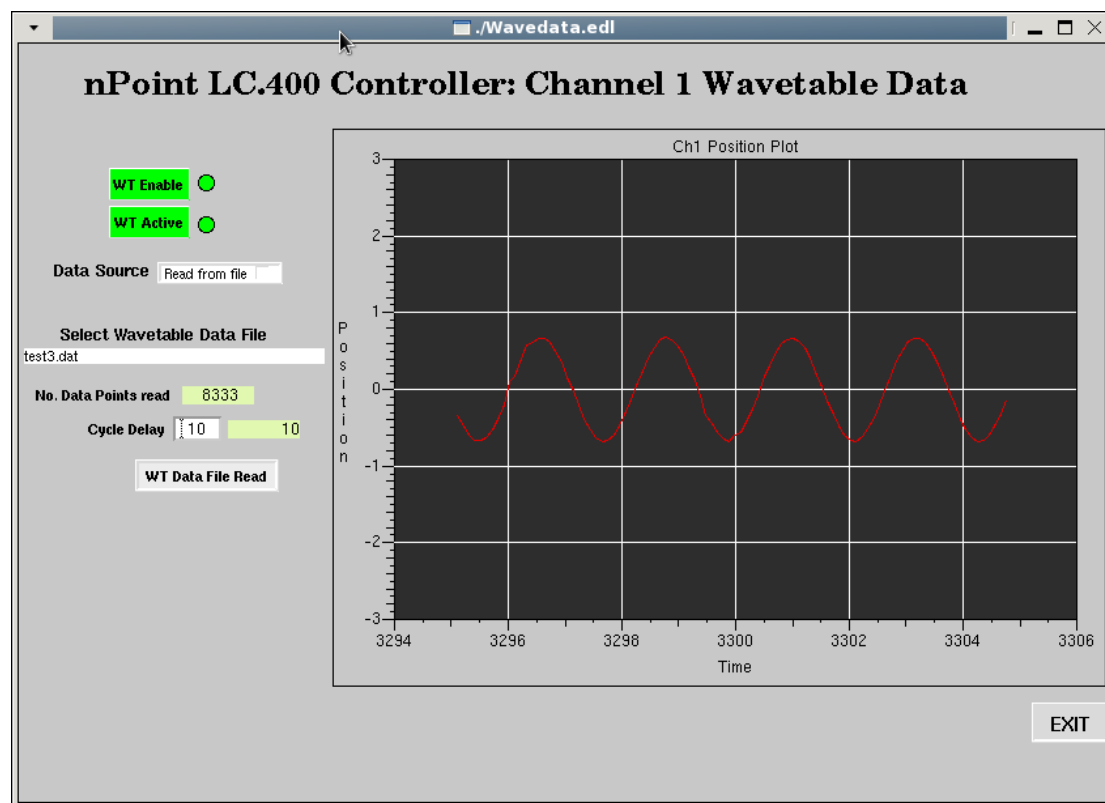 ./Wavedata.edl
nPoint LC.400 Controller: Channel 1 Wavetable Data
WT Enable
WT Active
Data Source Read from file
Select Wavetable Data File
test3.dat
No. Data Points read 8333
Cycle Delay 10 10
WT Data File Read
Ch1 Position Plot
Position
3
2
1
0
-1
-2
-3
3294 3296 3298 3300 3302 3304 3306
Time
EXIT